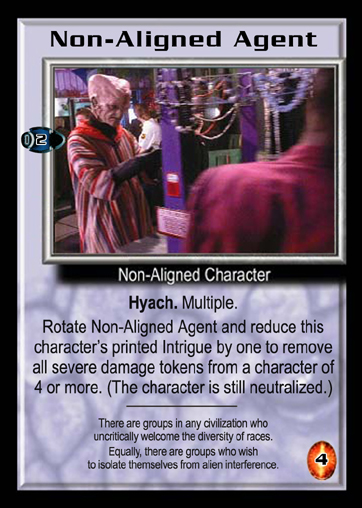 Non-Aligned Agent
2
Non-Aligned Character
Hyach. Multiple.
Rotate Non-Aligned Agent and reduce this
character's printed Intrigue by one to remove
all severe damage tokens from a character of
4 or more. (The character is still neutralized.)
There are groups in any civilization who
uncritically welcome the diversity of races.
Equally, there are groups who wish
to isolate themselves from alien interference.
4